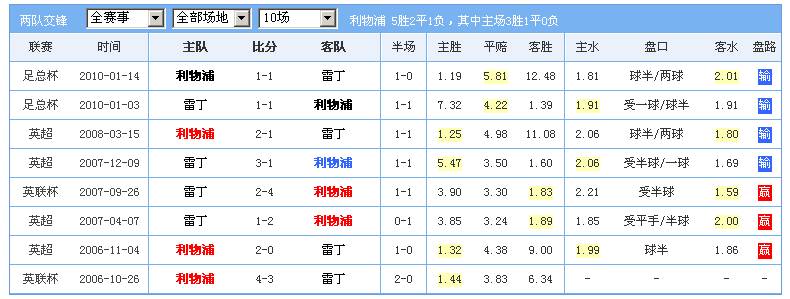 两队交锋 全赛事 全部场地 10场 利物浦 5胜2平1负,其中主场3胜1平0负
联赛 时间 主队 比分 客队 半场 主胜 平赔 客胜 主水 盘口 客水 盘路
足总杯 2010-01-14 利物浦 1-1 雷丁 1-0 1.19 5.81 12.48 1.81 球半/两球 2.01 输
足总杯 2010-01-03 雷丁 1-1 利物浦 1-1 7.32 4.22 1.39 1.91 受一球/球半 1.91 输
英超 2008-03-15 利物浦 2-1 雷丁 1-1 1.25 4.98 11.08 2.06 球半/两球 1.80 输
英超 2007-12-09 雷丁 3-1 利物浦 1-1 5.47 3.50 1.60 2.06 受半球/一球 1.69 输
英联杯 2007-09-26 雷丁 2-4 利物浦 1-1 3.90 3.30 1.83 2.21 受半球 1.59 赢
英超 2007-04-07 雷丁 1-2 利物浦 0-1 3.85 3.24 1.89 1.85 受平手/半球 2.00 赢
英超 2006-11-04 利物浦 2-0 雷丁 1-0 1.32 4.38 9.00 1.99 球半 1.86 赢
英联杯 2006-10-26 利物浦 4-3 雷丁 2-0 1.44 3.83 6.34 - - - -